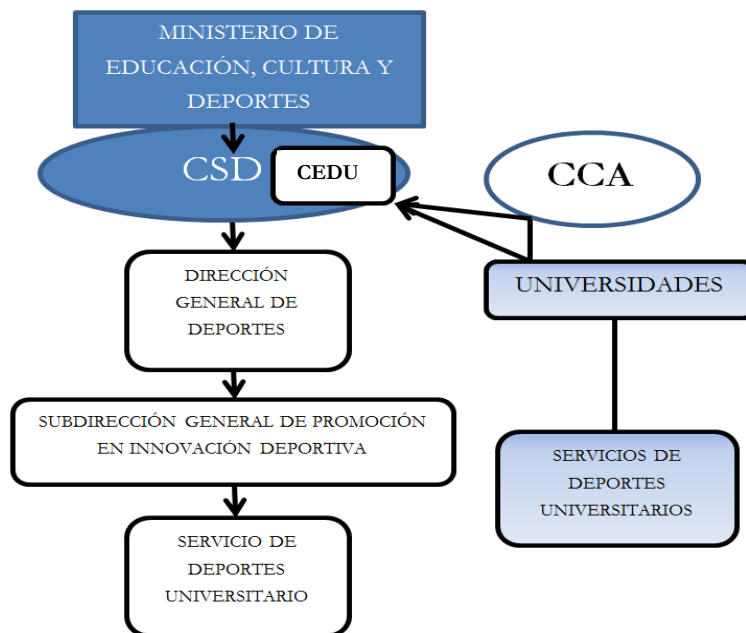 MINISTERIO DE
EDUCACIÓN, CULTURA Y
DEPORTES
CSD
CEDU
CCA
DIRECCIÓN
GENERAL DE
DEPORTES
UNIVERSIDADES
SUBDIRECCIÓN GENERAL DE PROMOCIÓN
EN INNOVACIÓN DEPORTIVA
SERVICIOS DE
DEPORTES
UNIVERSITARIOS
SERVICIO DE
DEPORTES
UNIVERSITARIO